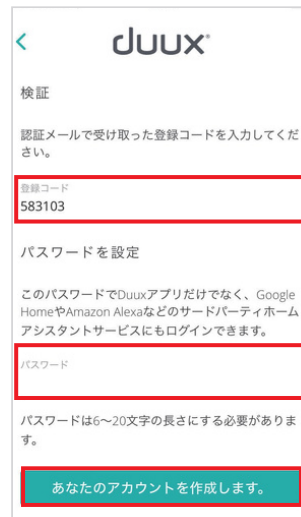 duux
検証
認証メールで受け取った登録コードを入力してくだ
さい。
登録コード
583103
パスワードを設定
このパスワードでDuuxアプリだけでなく、Google
HomeやAmazon Alexaなどのサードパーティホーム
アシスタントサービスにもログインできます。
パスワード
パスワードは6〜20文字の長さにする必要がありま
す。
あなたのアカウントを作成します。